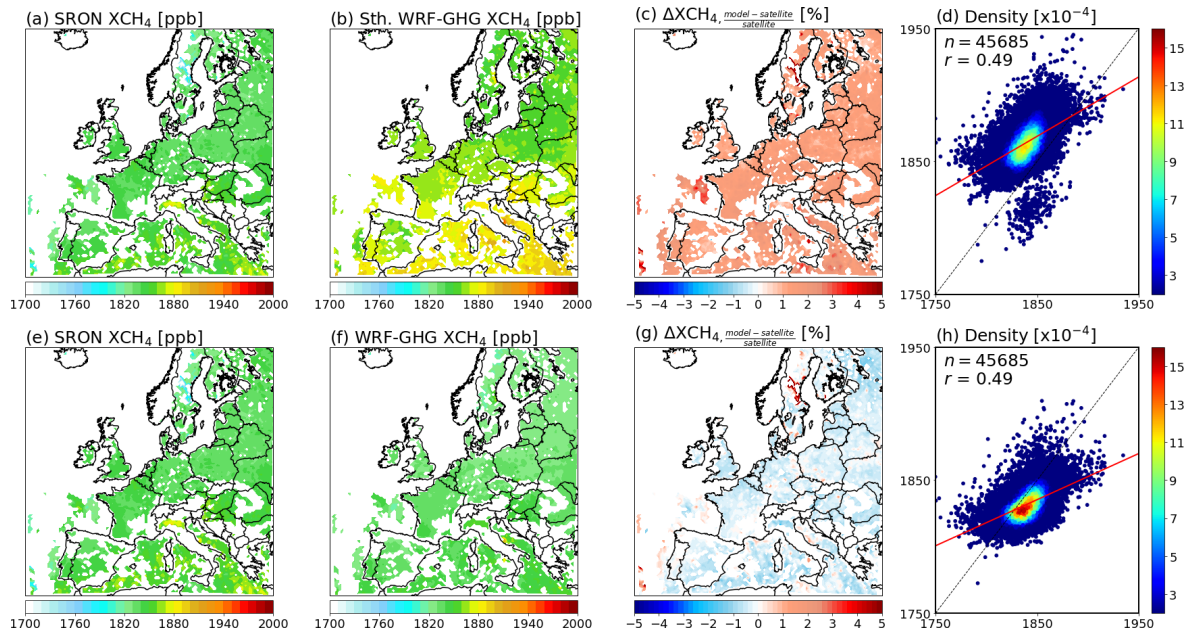 (a) SRON XCH₄ [ppb]
(b) Sth. WRF-GHG XCH₄ [ppb]
(c) ΔXCH₄, model−satellite/satellite [%]
(d) Density [x10⁻⁴]
1700 1760 1820 1880 1940 2000
1700 1760 1820 1880 1940 2000
−5 −4 −3 −2 −1 0 1 2 3 4 5
1950
1850
1750
n = 45685
r = 0.49
1750 1850 1950
15
13
11
9
7
5
3
(e) SRON XCH₄ [ppb]
(f) WRF-GHG XCH₄ [ppb]
(g) ΔXCH₄, model−satellite/satellite [%]
(h) Density [x10⁻⁴]
1700 1760 1820 1880 1940 2000
1700 1760 1820 1880 1940 2000
−5 −4 −3 −2 −1 0 1 2 3 4 5
1950
1850
1750
n = 45685
r = 0.49
1750 1850 1950
15
13
11
9
7
5
3